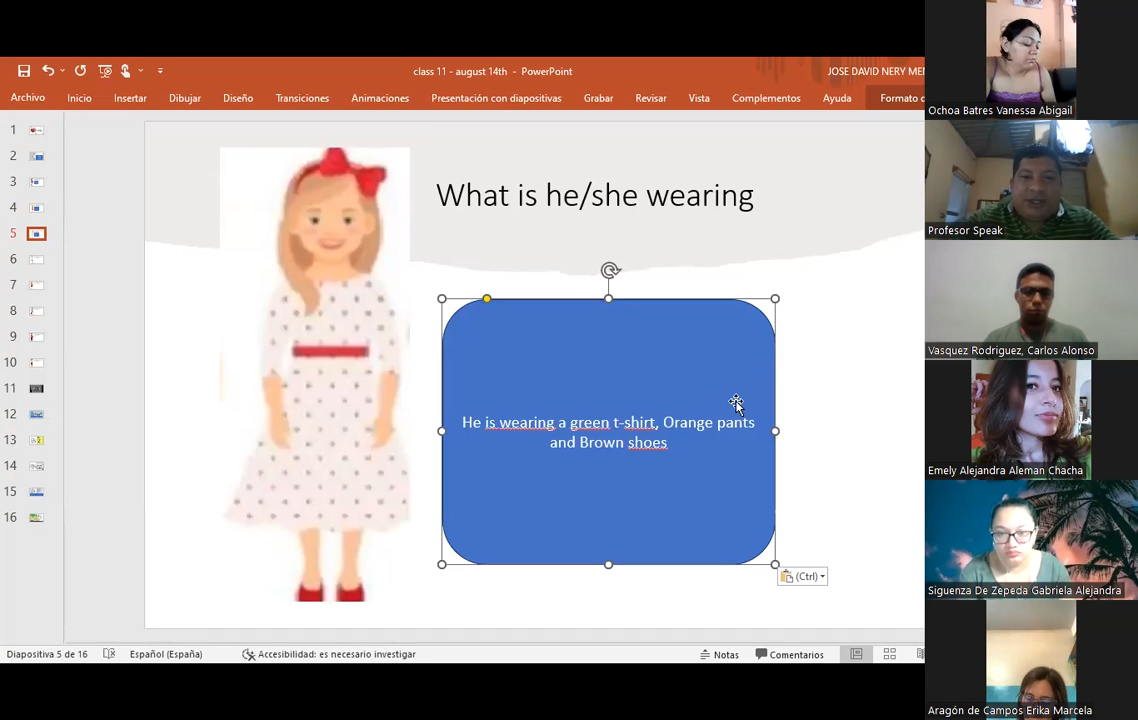 class 11 - august 14th - PowerPoint
JOSE DAVID NERY MEN
Archivo Inicio Insertar Dibujar Diseño Transiciones Animaciones Presentación con diapositivas Grabar Revisar Vista Complementos Ayuda Formato d
1
2
3
4
5
6
7
8
9
10
11
12
13
14
15
16
What is he/she wearing
He is wearing a green t-shirt, Orange pants
and Brown shoes
(Ctrl)
Diapositiva 5 de 16 Español (España) Accesibilidad: es necesario investigar Notas Comentarios
Ochoa Batres Vanessa Abigail
Profesor Speak
Vasquez Rodriguez, Carlos Alonso
Emely Alejandra Aleman Chacha
Siguenza De Zepeda Gabriela Alejandra
Aragón de Campos Erika Marcela